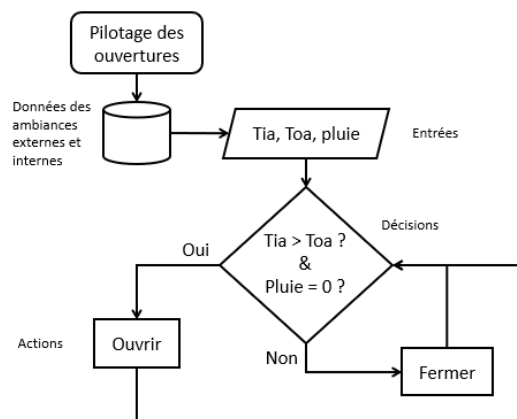 Pilotage des
ouvertures
Données des
ambiances
externes et
internes
Tia, Toa, pluie
Entrées
Décisions
Tia > Toa ?
&
Pluie = 0 ?
Oui
Non
Actions
Ouvrir
Fermer